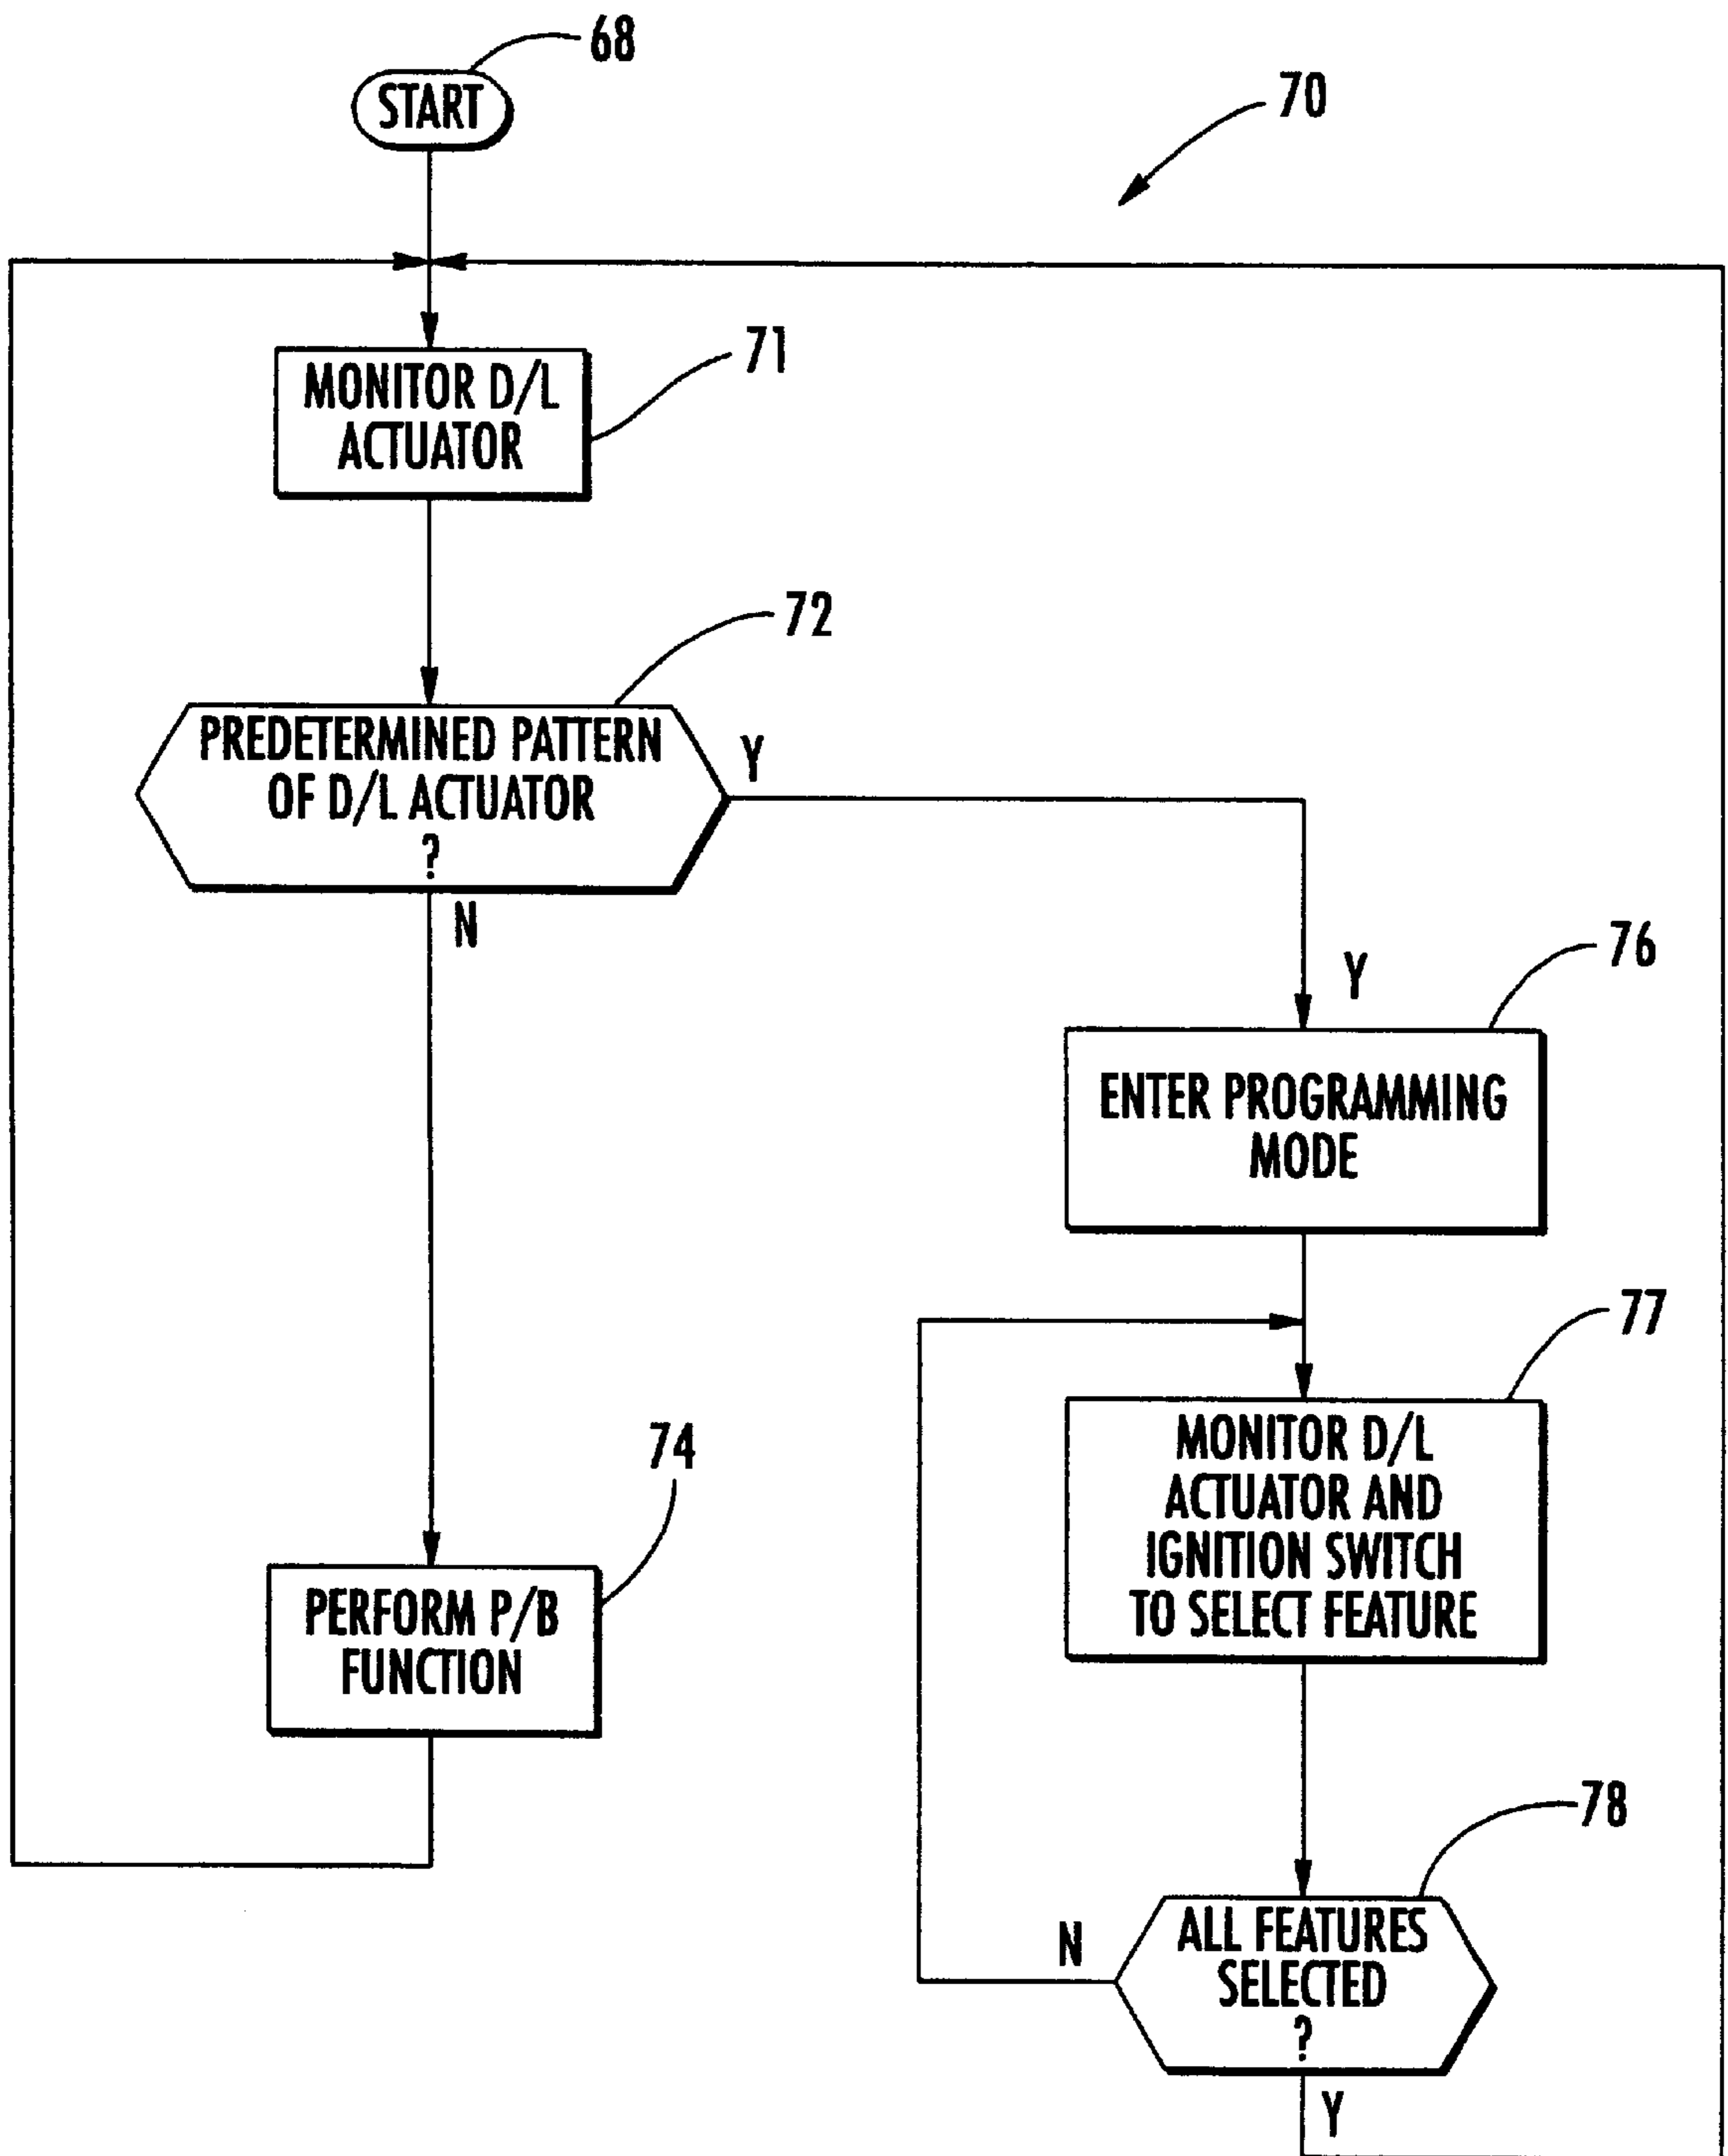 68
START
70
71
MONITOR D/L
ACTUATOR
72
PREDETERMINED PATTERN
OF D/L ACTUATOR
?
Y
N
76
Y
ENTER PROGRAMMING
MODE
77
MONITOR D/L
ACTUATOR AND
IGNITION SWITCH
TO SELECT FEATURE
74
PERFORM P/B
FUNCTION
78
ALL FEATURES
SELECTED
?
N
Y